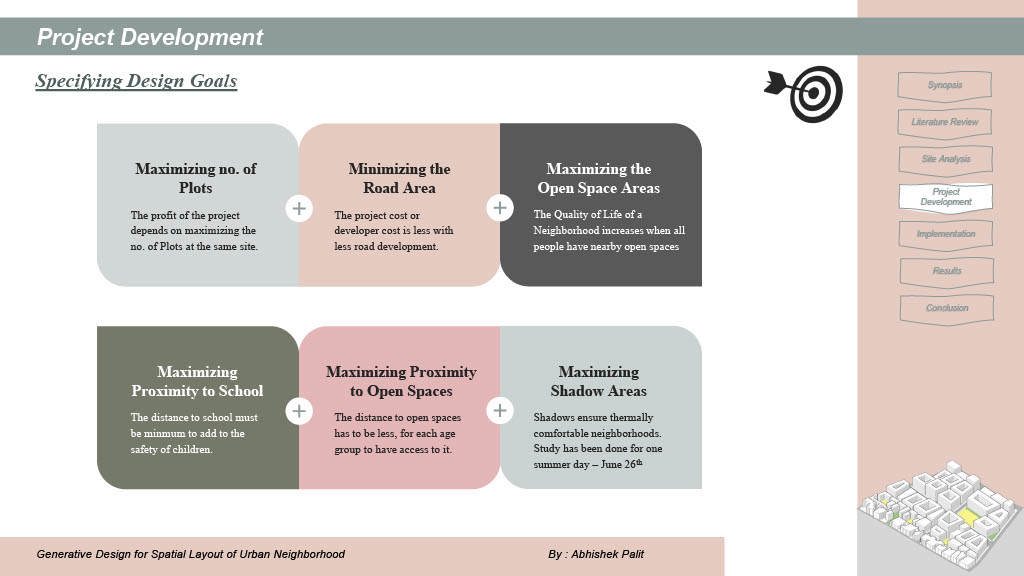 Project Development
Specifying Design Goals
Maximizing no. of
Plots
The profit of the project
depends on maximizing the
no. of Plots at the same site.
+
Minimizing the
Road Area
The project cost or
developer cost is less with
less road development.
+
Maximizing the
Open Space Areas
The Quality of Life of a
Neighborhood increases when all
people have nearby open spaces
Maximizing
Proximity to School
The distance to school must
be minmum to add to the
safety of children.
+
Maximizing Proximity
to Open Spaces
The distance to open spaces
has to be less, for each age
group to have access to it.
+
Maximizing
Shadow Areas
Shadows ensure thermally
comfortable neighborhoods.
Study has been done for one
summer day – June 26th
Synopsis
Literature Review
Site Analysis
Project
Development
Implementation
Results
Conclusion
Generative Design for Spatial Layout of Urban Neighborhood
By : Abhishek Palit